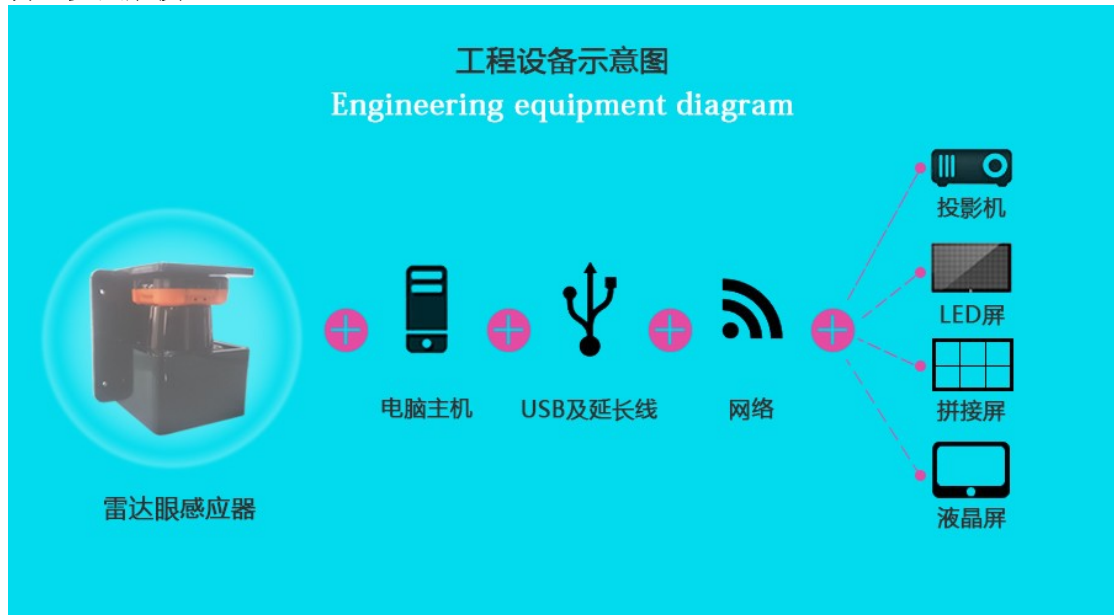 工程设备示意图
Engineering equipment diagram
投影机
LED屏
电脑主机
USB及延长线
网络
拼接屏
雷达眼感应器
液晶屏